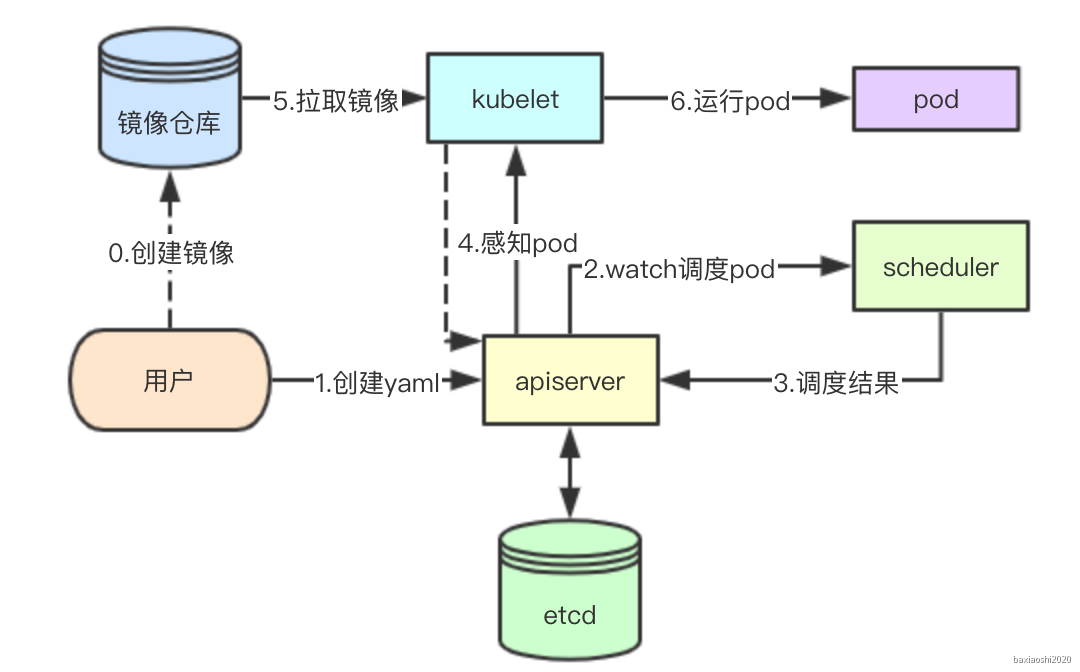 镜像仓库
5.拉取镜像
kubelet
6.运行pod
pod
0.创建镜像
4.感知pod
2.watch调度pod
scheduler
用户
1.创建yaml
apiserver
3.调度结果
etcd
baxiaoshi2020